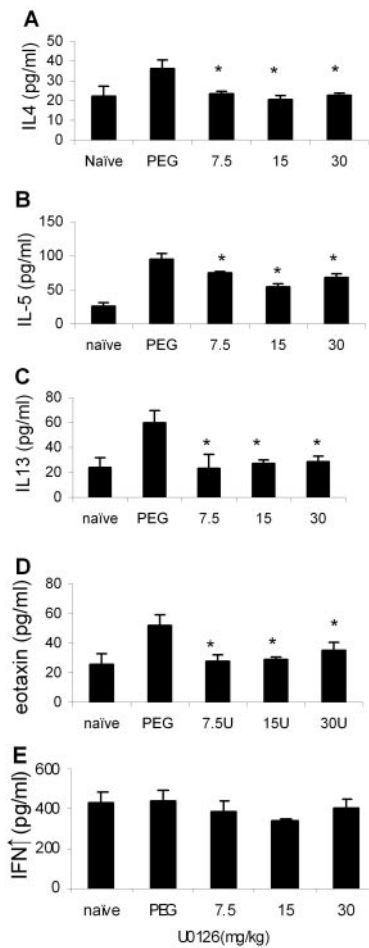 A
IL4 (pg/ml)
50
40
30
20
10
0
* * *
Naïve PEG 7.5 15 30
B
IL-5 (pg/ml)
150
100
50
0
* * *
naïve PEG 7.5 15 30
C
IL13 (pg/ml)
80
60
40
20
0
* * *
naïve PEG 7.5 15 30
D
eotaxin (pg/ml)
80
60
40
20
0
* * *
naïve PEG 7.5U 15U 30U
E
IFN↑ (pg/ml)
600
400
200
0
naïve PEG 7.5 15 30
U0126(mg/kg)